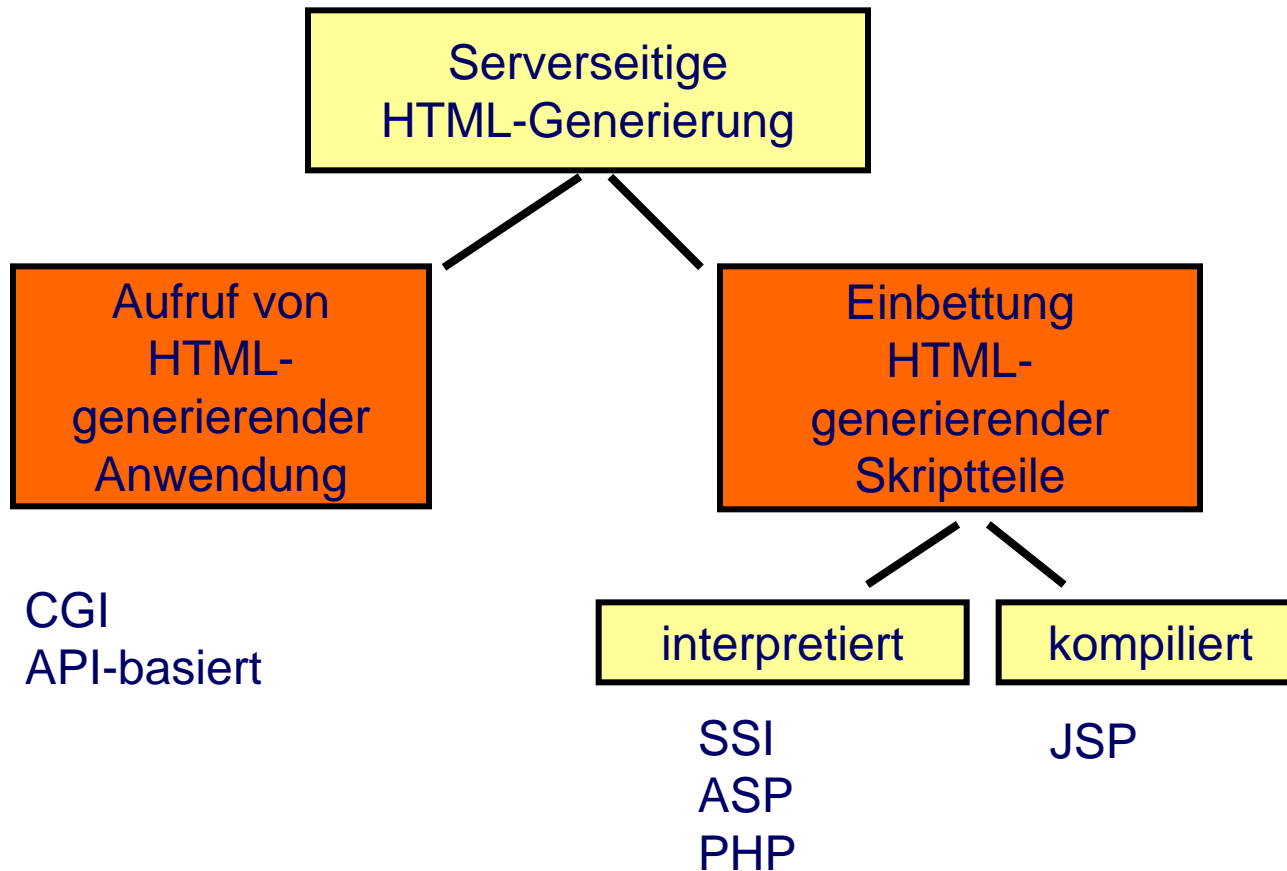 Serverseitige
HTML-Generierung
Aufruf von
HTML-
generierender
Anwendung
Einbettung
HTML-
generierender
Skriptteile
CGI
API-basiert
interpretiert
kompiliert
SSI
ASP
PHP
JSP